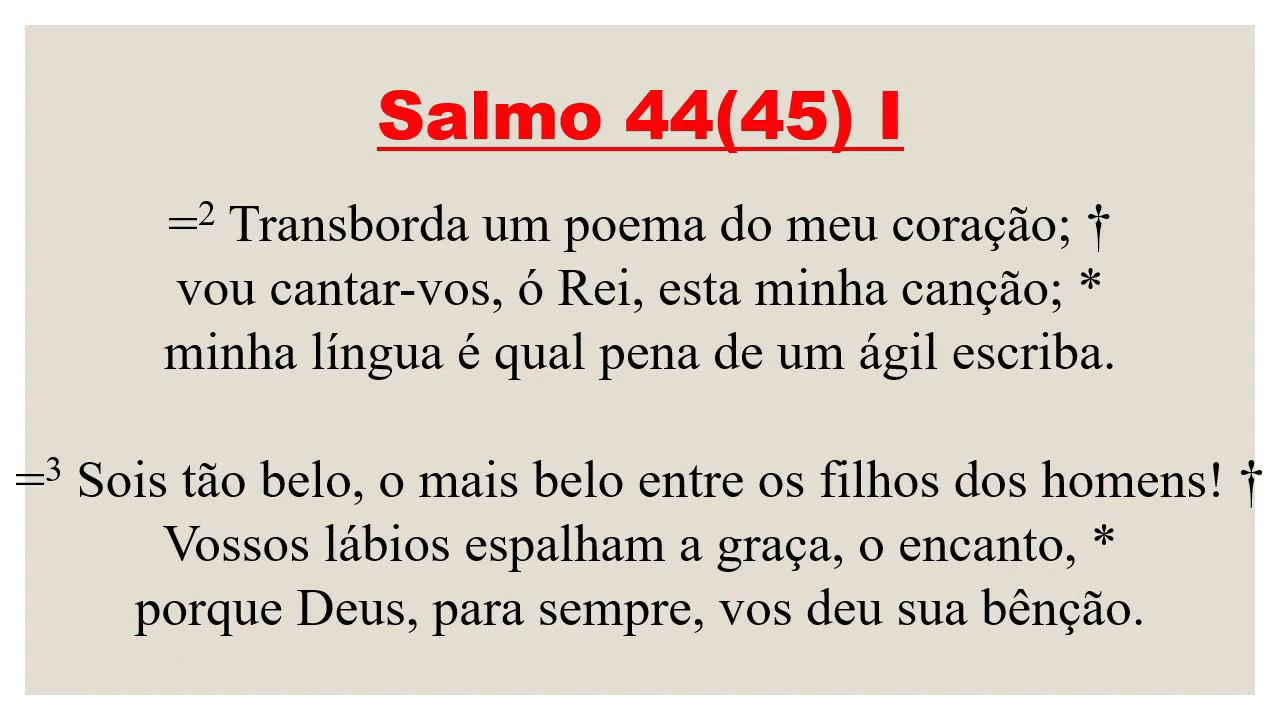 Salmo 44(45) I
=² Transborda um poema do meu coração; †
vou cantar-vos, ó Rei, esta minha canção; *
minha língua é qual pena de um ágil escriba.
=³ Sois tão belo, o mais belo entre os filhos dos homens! †
Vossos lábios espalham a graça, o encanto, *
porque Deus, para sempre, vos deu sua bênção.